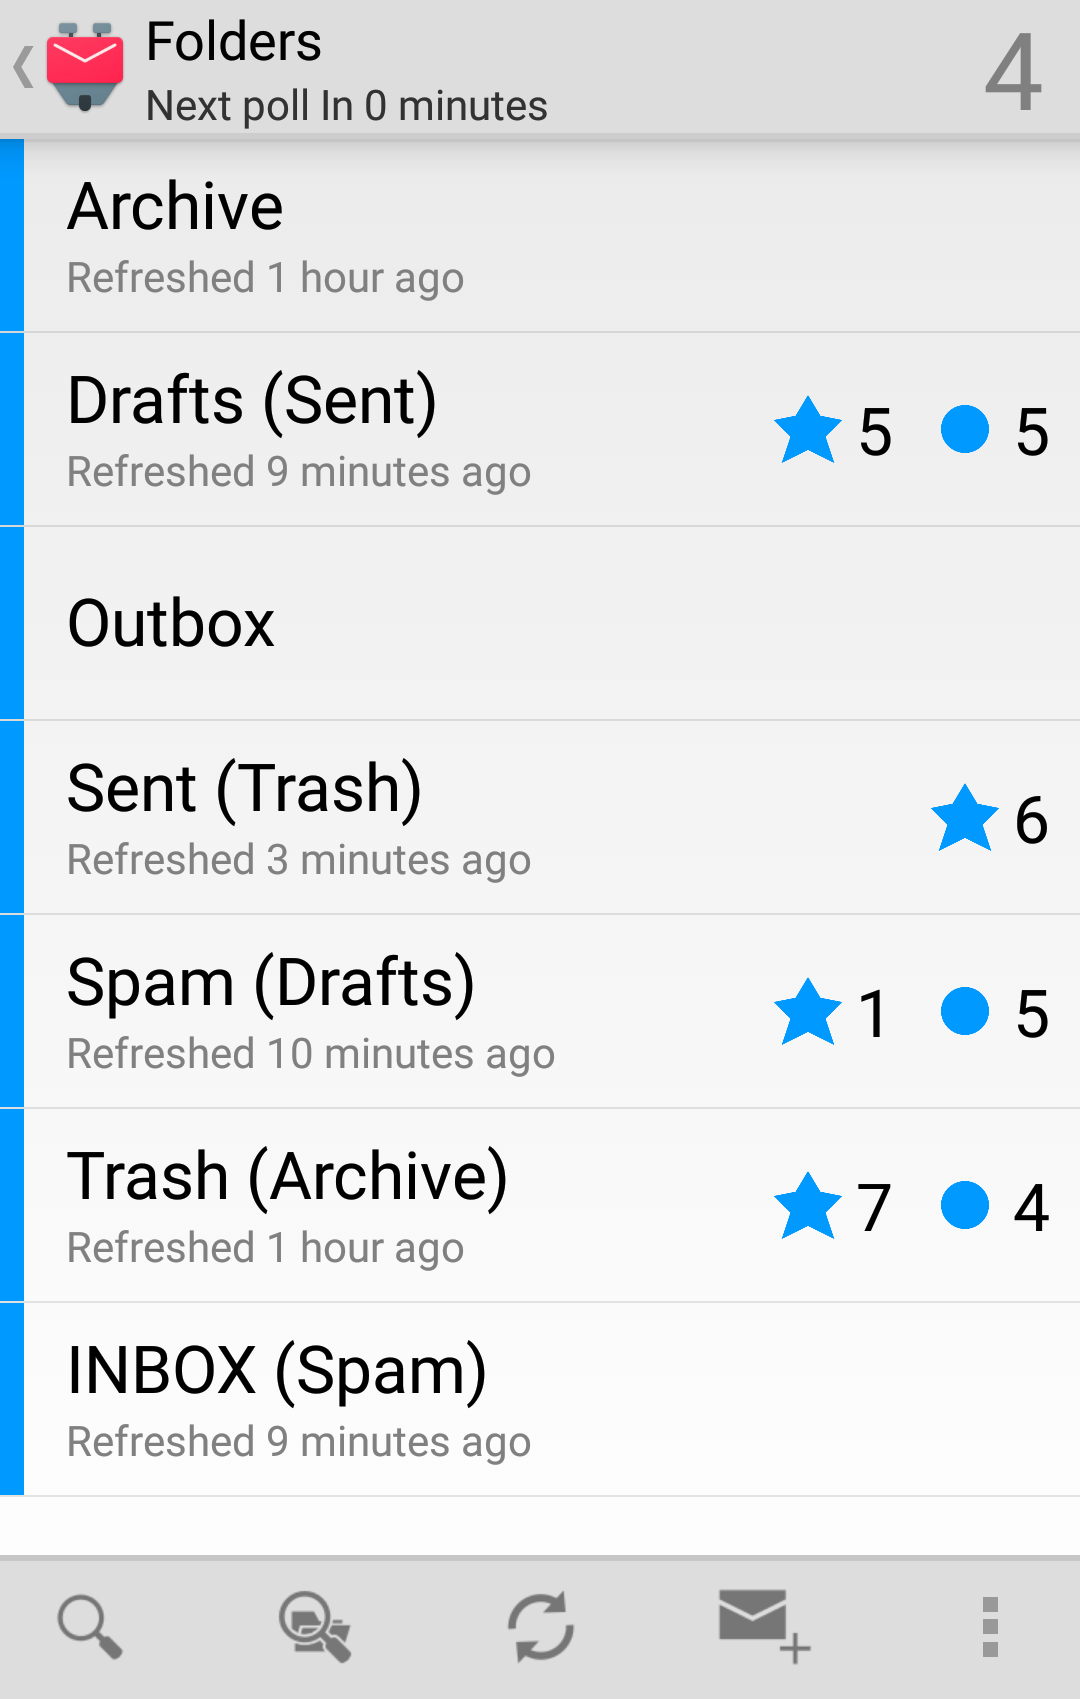 Folders
4
Next poll In 0 minutes
Archive
Refreshed 1 hour ago
Drafts (Sent)
5 5
Refreshed 9 minutes ago
Outbox
Sent (Trash)
6
Refreshed 3 minutes ago
Spam (Drafts)
1 5
Refreshed 10 minutes ago
Trash (Archive)
7 4
Refreshed 1 hour ago
INBOX (Spam)
Refreshed 9 minutes ago